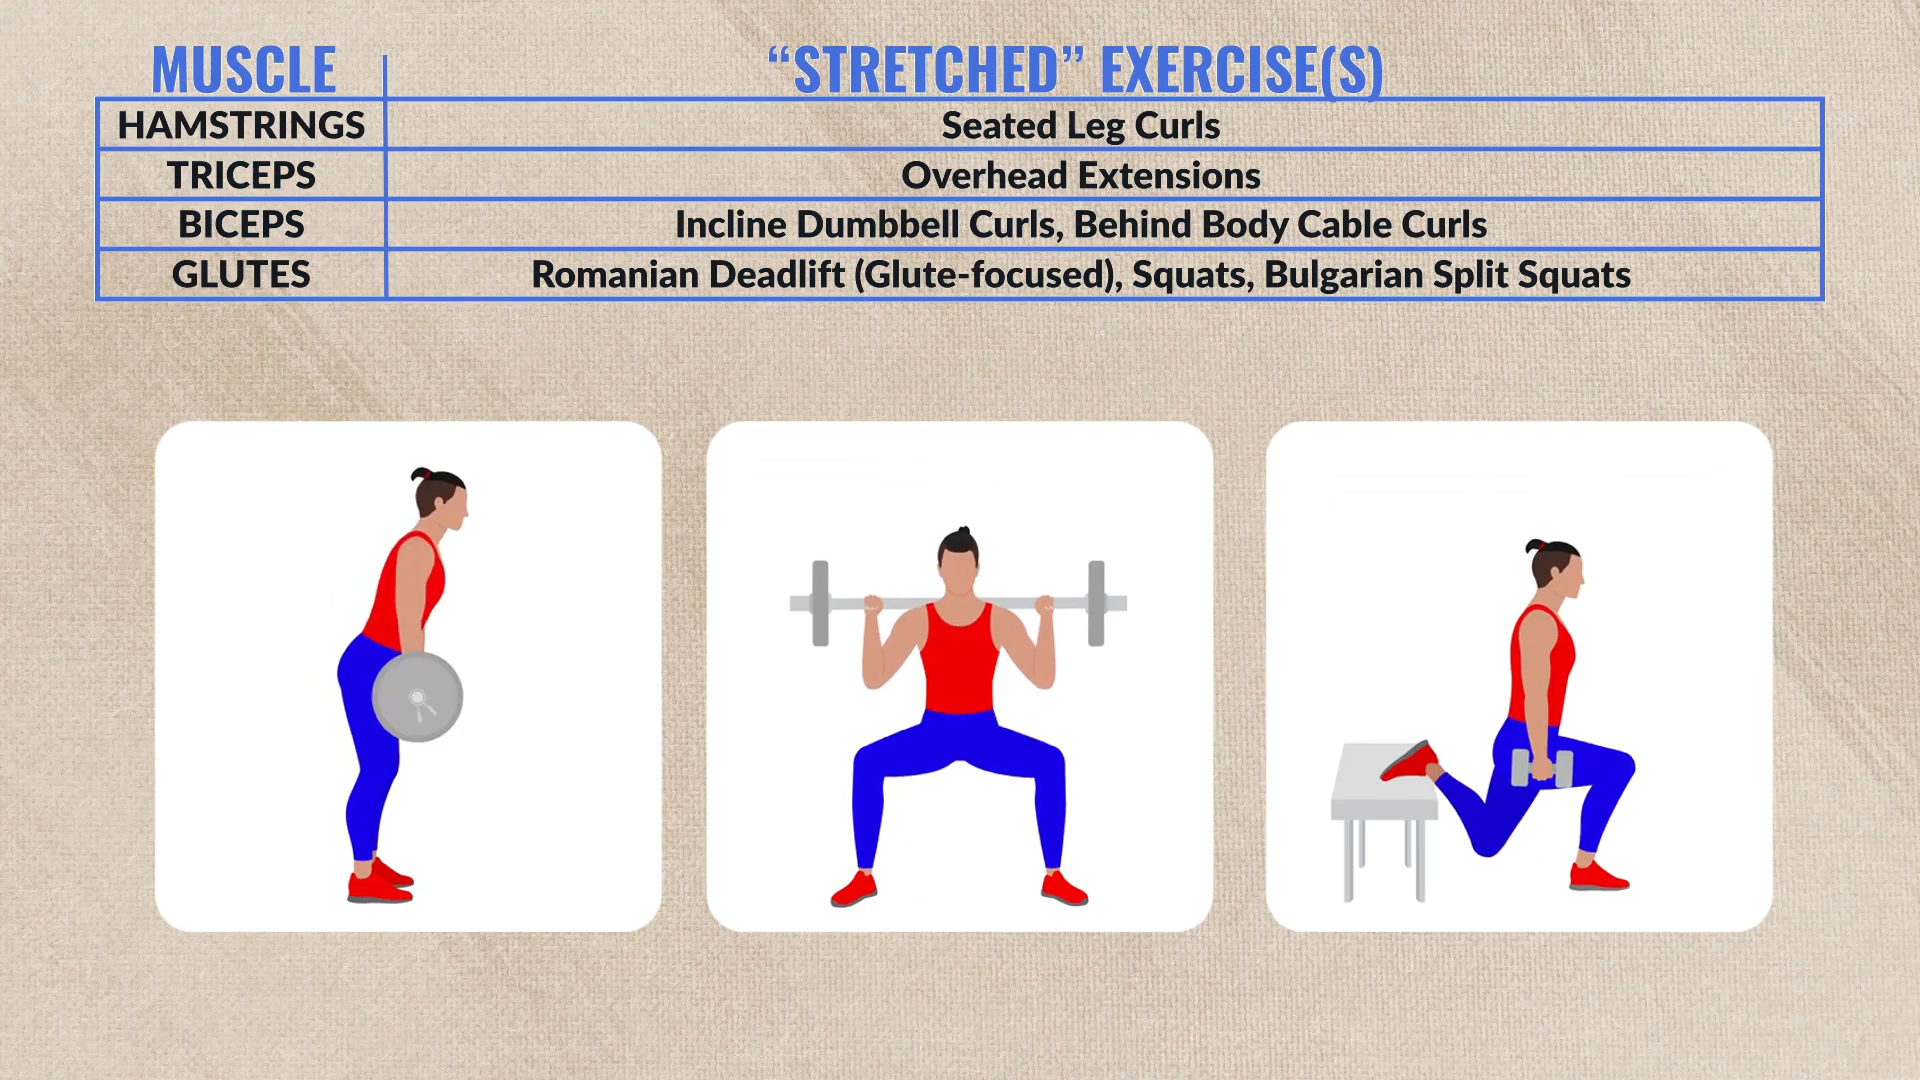 MUSCLE “STRETCHED” EXERCISE(S)
HAMSTRINGS Seated Leg Curls
TRICEPS Overhead Extensions
BICEPS Incline Dumbbell Curls, Behind Body Cable Curls
GLUTES Romanian Deadlift (Glute-focused), Squats, Bulgarian Split Squats